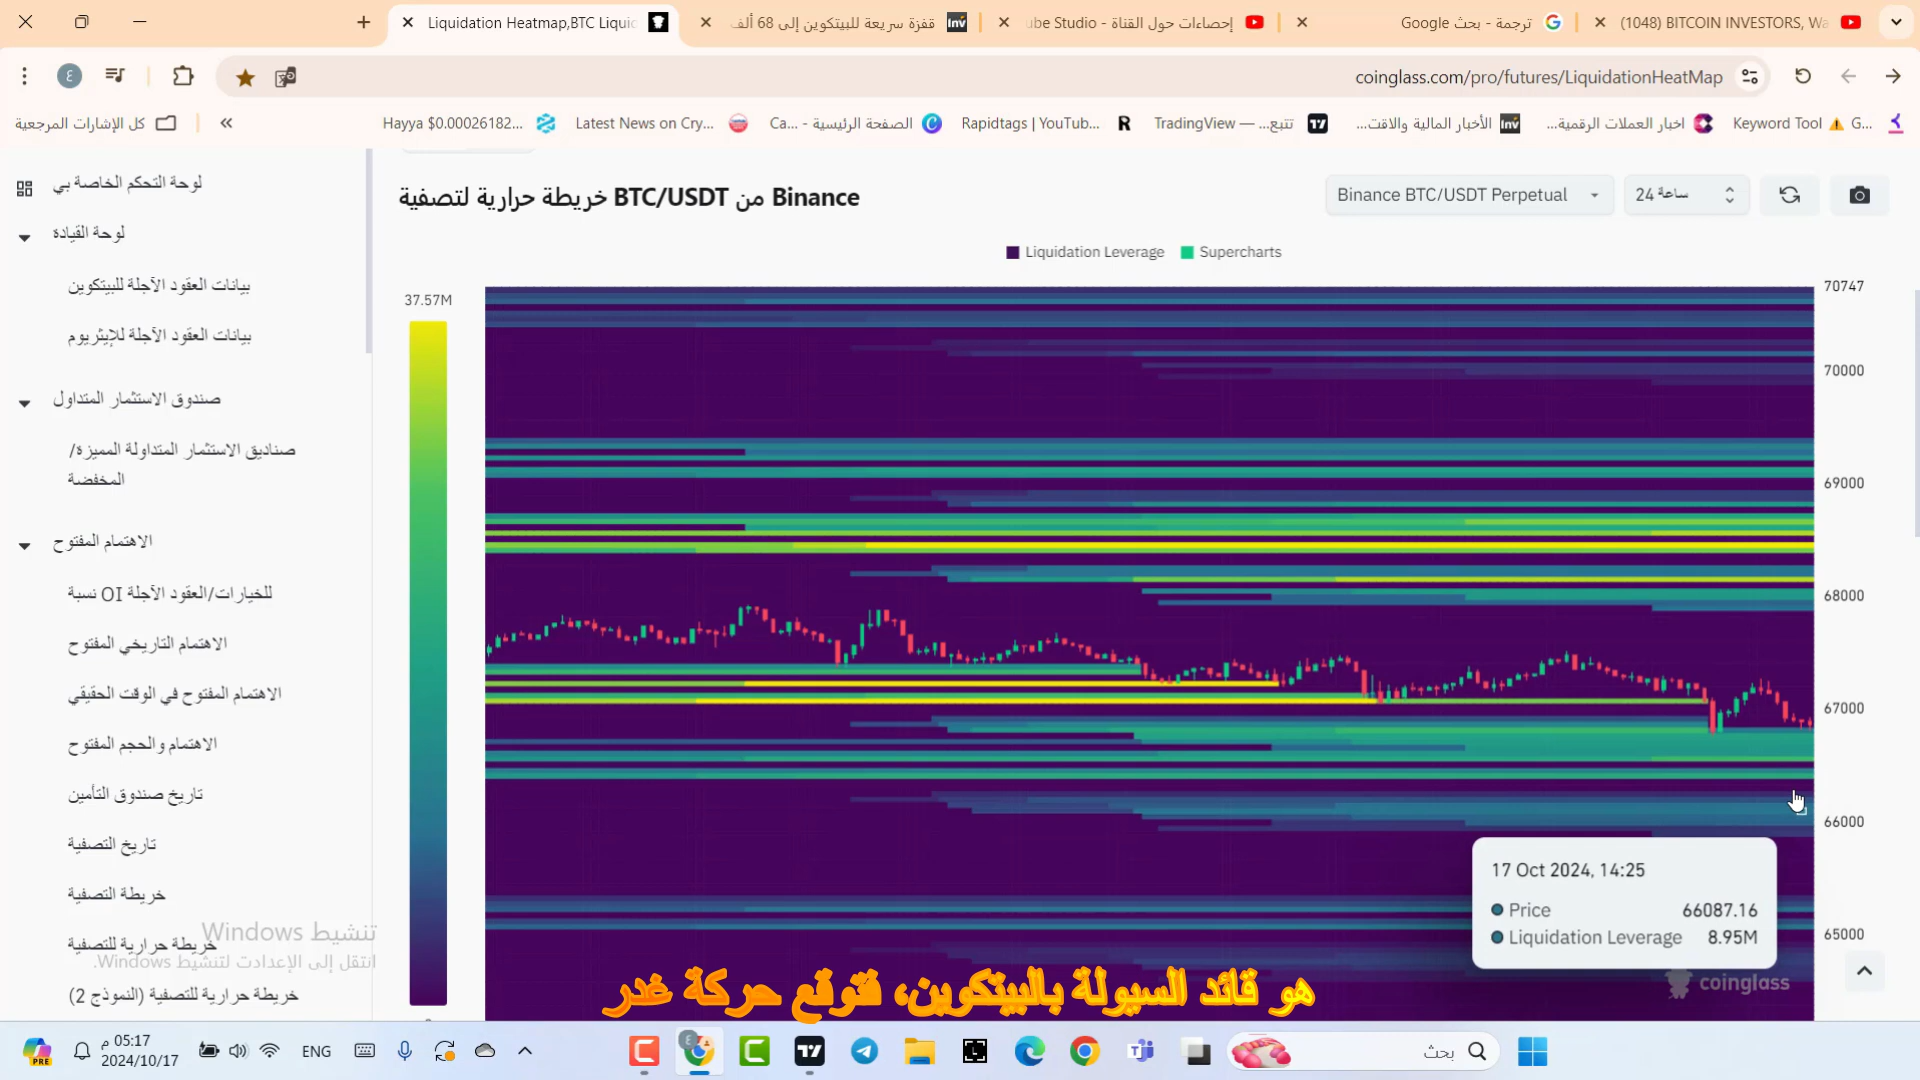 Liquidation Heatmap,BTC Liquid
قفزة سريعة للبيتكوين إلى 68 ألف
إحصاءات حول القناة - ube Studio
ترجمة - بحث Google
(1048) BITCOIN INVESTORS, Wa
coinglass.com/pro/futures/LiquidationHeatMap
كل الإشارات المرجعية
«
Hayya $0.00026182...
Latest News on Cry...
الصفحة الرئيسية - Ca...
Rapidtags | YouTub...
TradingView — تتبع...
الأخبار المالية والاقت...
اخبار العملات الرقمية...
Keyword Tool ⚠ G...
لوحة التحكم الخاصة بي
لوحة القيادة
بيانات العقود الآجلة للبيتكوين
بيانات العقود الآجلة للإيثريوم
صندوق الاستثمار المتداول
صناديق الاستثمار المتداولة المميزة/
المخفضة
الاهتمام المفتوح
نسبة OI للخيارات/العقود الآجلة
الاهتمام التاريخي المفتوح
الاهتمام المفتوح في الوقت الحقيقي
الاهتمام والحجم المفتوح
تاريخ صندوق التأمين
تاريخ التصفية
خريطة التصفية
خريطة حرارية للتصفية
خريطة حرارية للتصفية (النموذج 2)
تنشيط Windows
انتقل إلى الإعدادت لتنشيط Windows.
خريطة حرارية لتصفية BTC/USDT من Binance
Binance BTC/USDT Perpetual
24 ساعة
Liquidation Leverage
Supercharts
37.57M
70747
70000
69000
68000
67000
66000
65000
17 Oct 2024, 14:25
Price 66087.16
Liquidation Leverage 8.95M
coinglass
هو قائد السيولة بالبيتكوين، فتوقع حركة غدر
05:17 م
2024/10/17
ENG
PRE
بحث